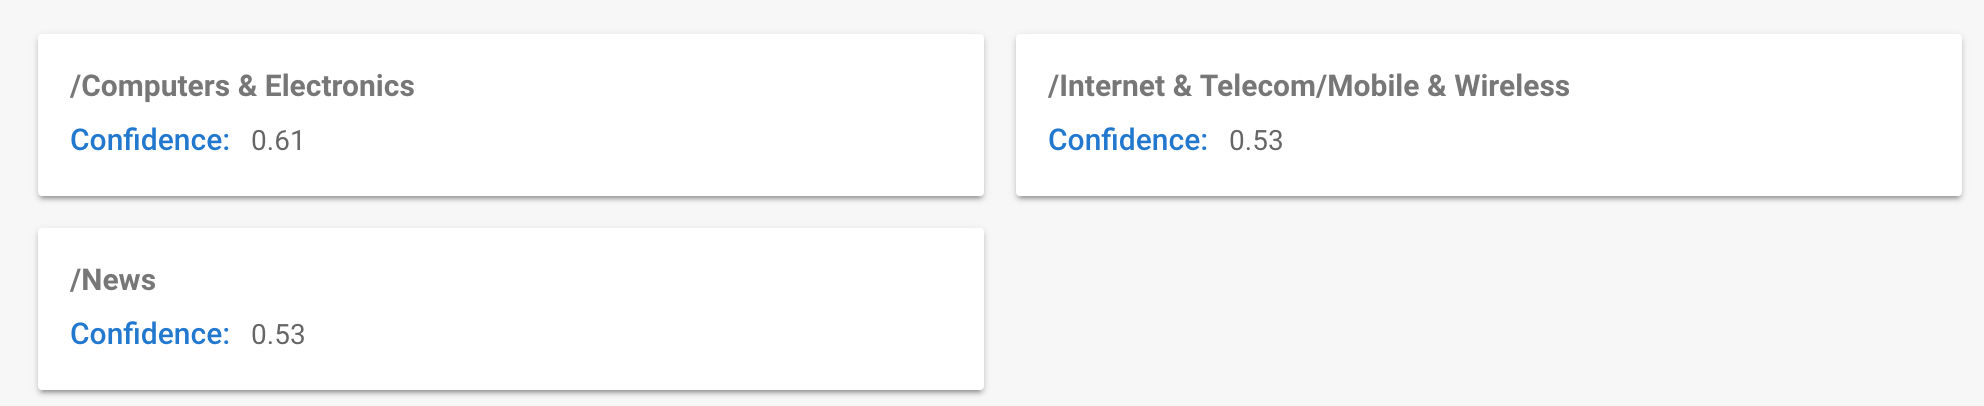 /Computers & Electronics
Confidence: 0.61
/Internet & Telecom/Mobile & Wireless
Confidence: 0.53
/News
Confidence: 0.53